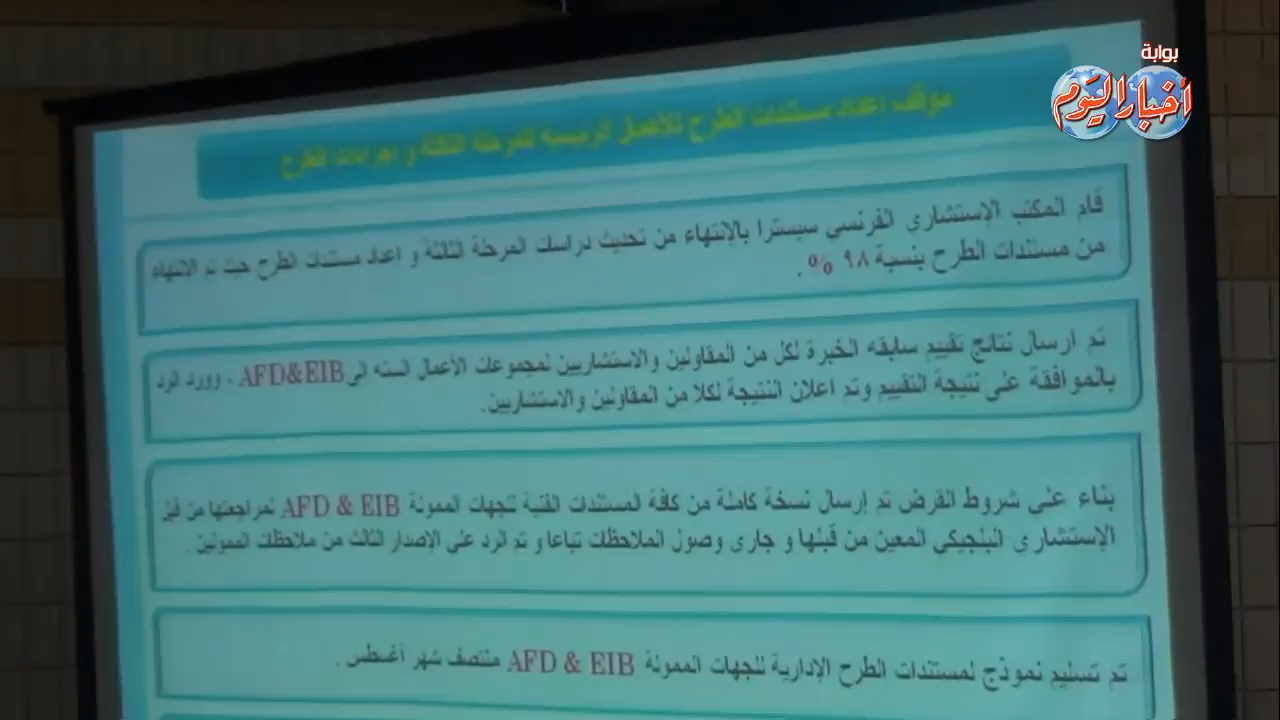 بوابة
أخبار اليوم
موقف اعداد مستندات الطرح للاعمال الرئيسيه للمرحلة الثالثة و اجراءات الطرح
قام المكتب الإستشارى الفرنسى سيسترا بالإنتهاء من تحديث دراسات المرحلة الثالثة و اعداد مستندات الطرح حيث تم الإنتهاء
من مستندات الطرح بنسبة ٩٨ % .
تم ارسال نتائج تقييم سابقه الخبرة لكل من المقاولين والاستشاريين لمجموعات الأعمال السته الى AFD&EIB ، وورد الرد
بالموافقة على نتيجة التقييم وتم اعلان النتيجة لكلا من المقاولين والاستشاريين.
بناء على شروط القرض تم إرسال نسخة كاملة من كافة المستندات الفنية للجهات الممولة AFD & EIB لمراجعتها من قبل
الإستشارى البلجيكى المعين من قبلها و جارى وصول الملاحظات تباعا و تم الرد على الإصدار الثالث من ملاحظات الممولين .
تم تسليم نموذج لمستندات الطرح الإدارية للجهات الممولة AFD & EIB منتصف شهر أغسطس .